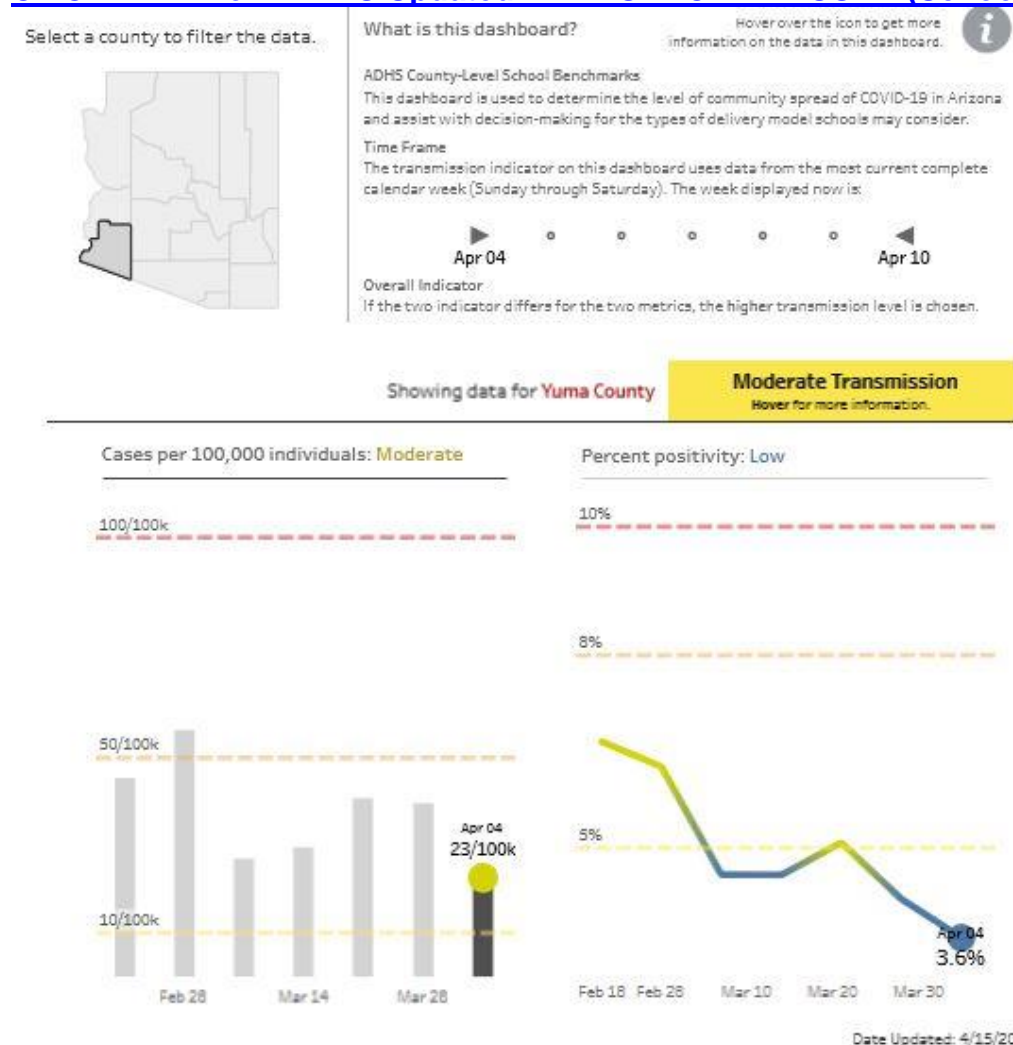 Select a county to filter the data.
What is this dashboard?
Hover over the icon to get more
information on the data in this dashboard.
i
ADHS County-Level School Benchmarks
This dashboard is used to determine the level of community spread of COVID-19 in Arizona
and assist with decision-making for the types of delivery model schools may consider.
Time Frame
The transmission indicator on this dashboard uses data from the most current complete
calendar week (Sunday through Saturday). The week displayed now is:
Apr 04
Apr 10
Overall Indicator
If the two indicator differs for the two metrics, the higher transmission level is chosen.
Showing data for Yuma County
Moderate Transmission
Hover for more information.
Cases per 100,000 individuals: Moderate
100/100k
50/100k
10/100k
Apr 04
23/100k
Feb 28
Mar 14
Mar 28
Percent positivity: Low
10%
8%
5%
Apr 04
3.6%
Feb 18
Feb 28
Mar 10
Mar 20
Mar 30
Date Updated: 4/15/20